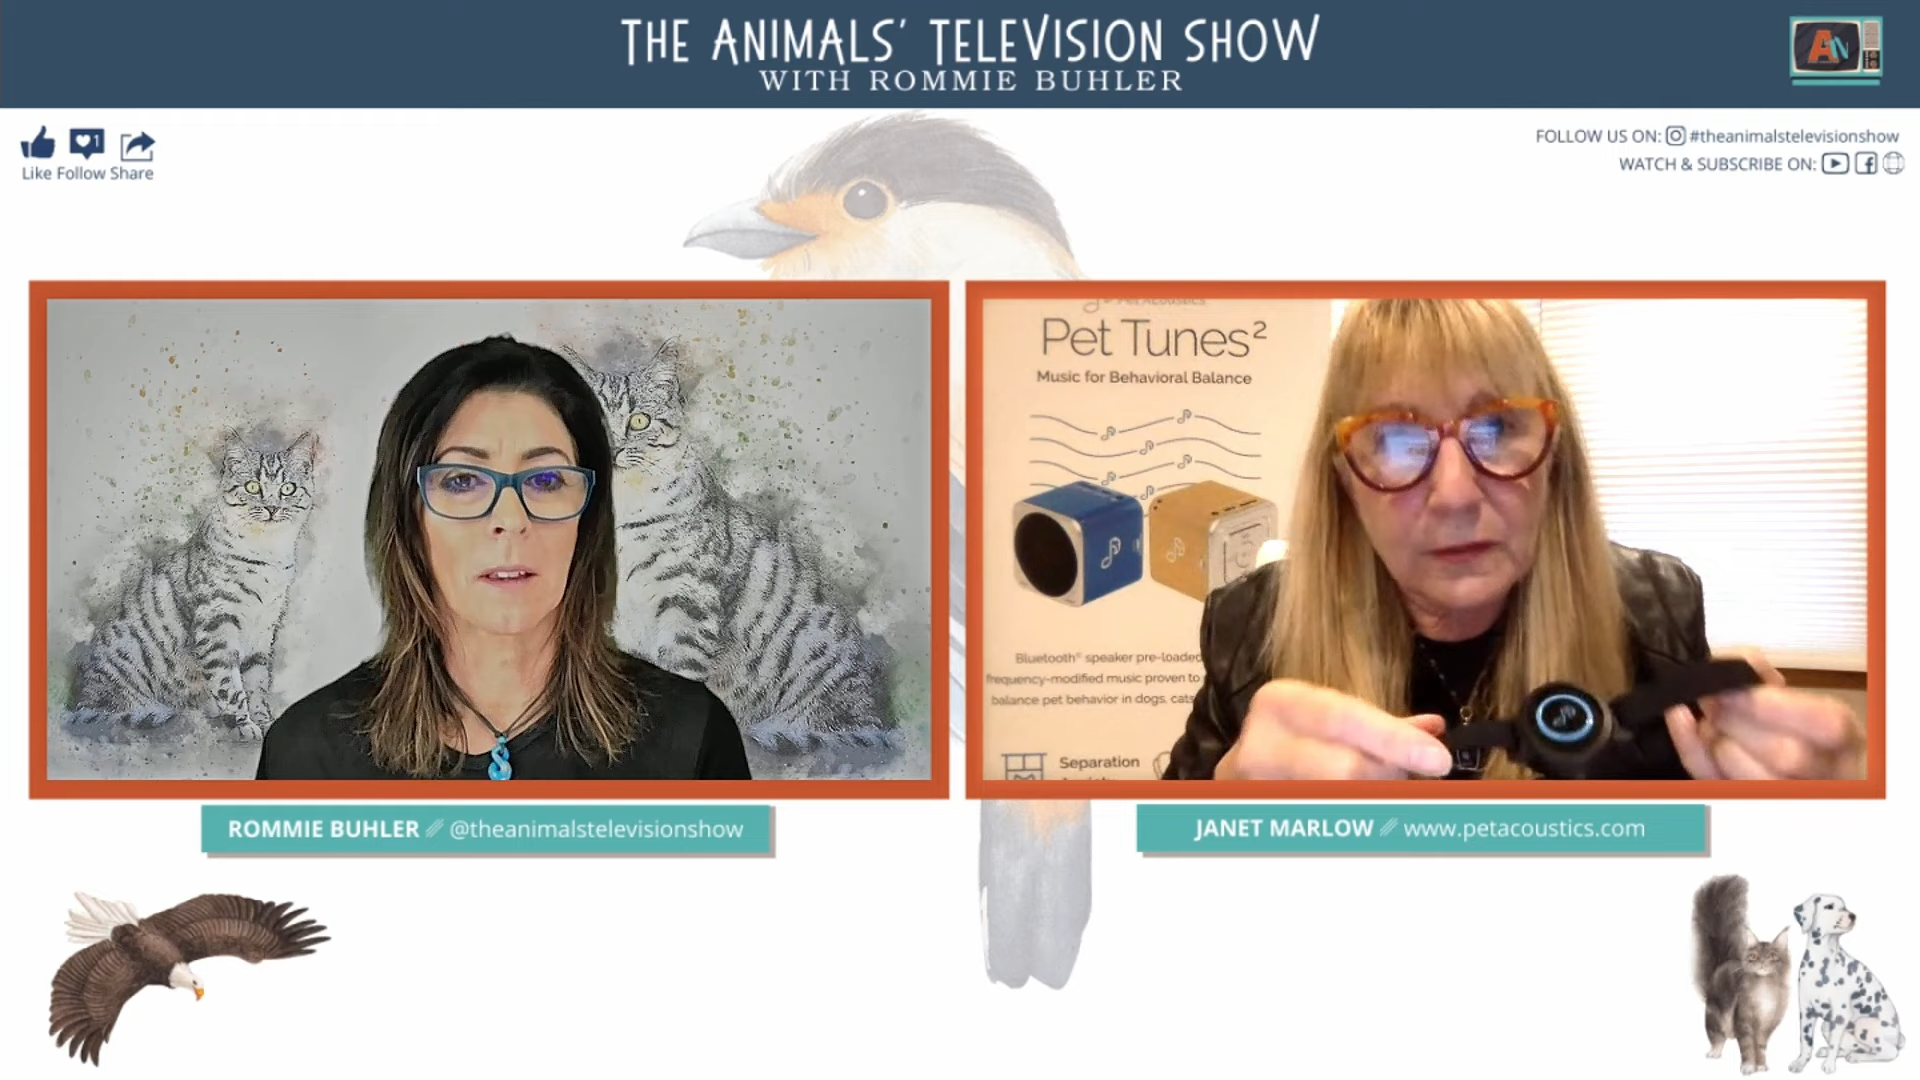 THE ANIMALS' TELEVISION SHOW
WITH ROMMIE BUHLER
Like Follow Share
FOLLOW US ON: #theanimalstelevisionshow
WATCH & SUBSCRIBE ON:
Pet Acoustics
Pet Tunes²
Music for Behavioral Balance
Bluetooth® speaker pre-loaded
frequency-modified music proven to
balance pet behavior in dogs, cats
Separation
ROMMIE BUHLER // @theanimalstelevisionshow
JANET MARLOW // www.petacoustics.com